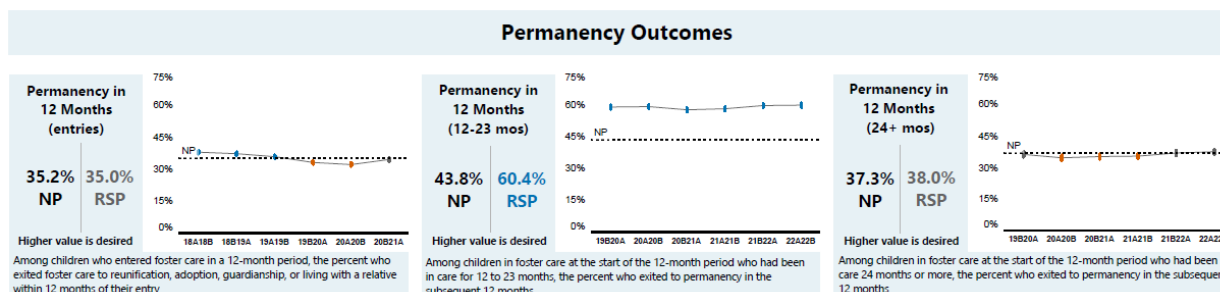 Permanency Outcomes
Permanency in
12 Months
(entries)
35.2% 35.0%
NP RSP
Higher value is desired
75%
60%
45%
NP
30%
15%
0%
18A18B 18B19A 19A19B 19B20A 20A20B 20B21A
Among children who entered foster care in a 12-month period, the percent who
exited foster care to reunification, adoption, guardianship, or living with a relative
within 12 months of their entry
Permanency in
12 Months
(12-23 mos)
43.8% 60.4%
NP RSP
Higher value is desired
75%
60%
NP
45%
30%
15%
0%
19B20A 20A20B 20B21A 21A21B 21B22A 22A22B
Among children in foster care at the start of the 12-month period who had been
in care for 12 to 23 months, the percent who exited to permanency in the
subsequent 12 months
Permanency in
12 Months
(24+ mos)
37.3% 38.0%
NP RSP
Higher value is desired
75%
60%
45%
NP
30%
15%
0%
19B20A 20A20B 20B21A 21A21B 21B22A 22A22
Among children in foster care at the start of the 12-month period who had been
care 24 months or more, the percent who exited to permanency in the subseque
12 months